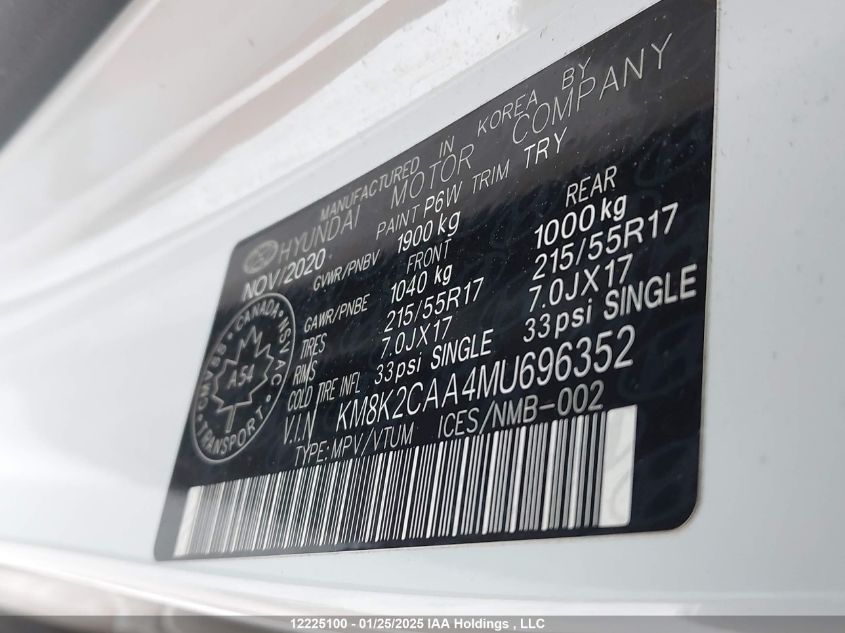 MANUFACTURED IN KOREA BY
HYUNDAI MOTOR COMPANY
NOV/2020 PAINT P6W TRIM TRY
GVWR/PNBV 1900 kg
FRONT REAR
GAWR/PNBE 1040 kg 1000 kg
TIRES 215/55R17 215/55R17
RIMS 7.0JX17 7.0JX17
COLD TIRE INFL 33psi SINGLE 33psi SINGLE
V.I.N KM8K2CAA4MU696352
TYPE: MPV/VTUM ICES/NMB-002
CANADA NSVAC
A54
TRANSPORT
12225100 - 01/25/2025 IAA Holdings , LLC